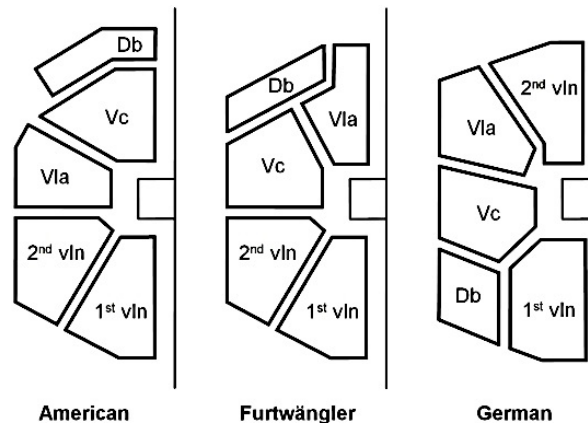 Db
Vc
Vla
2nd vln
1st vln
American
Db
Vla
Vc
2nd vln
1st vln
Furtwängler
2nd vln
Vla
Vc
Db
1st vln
German